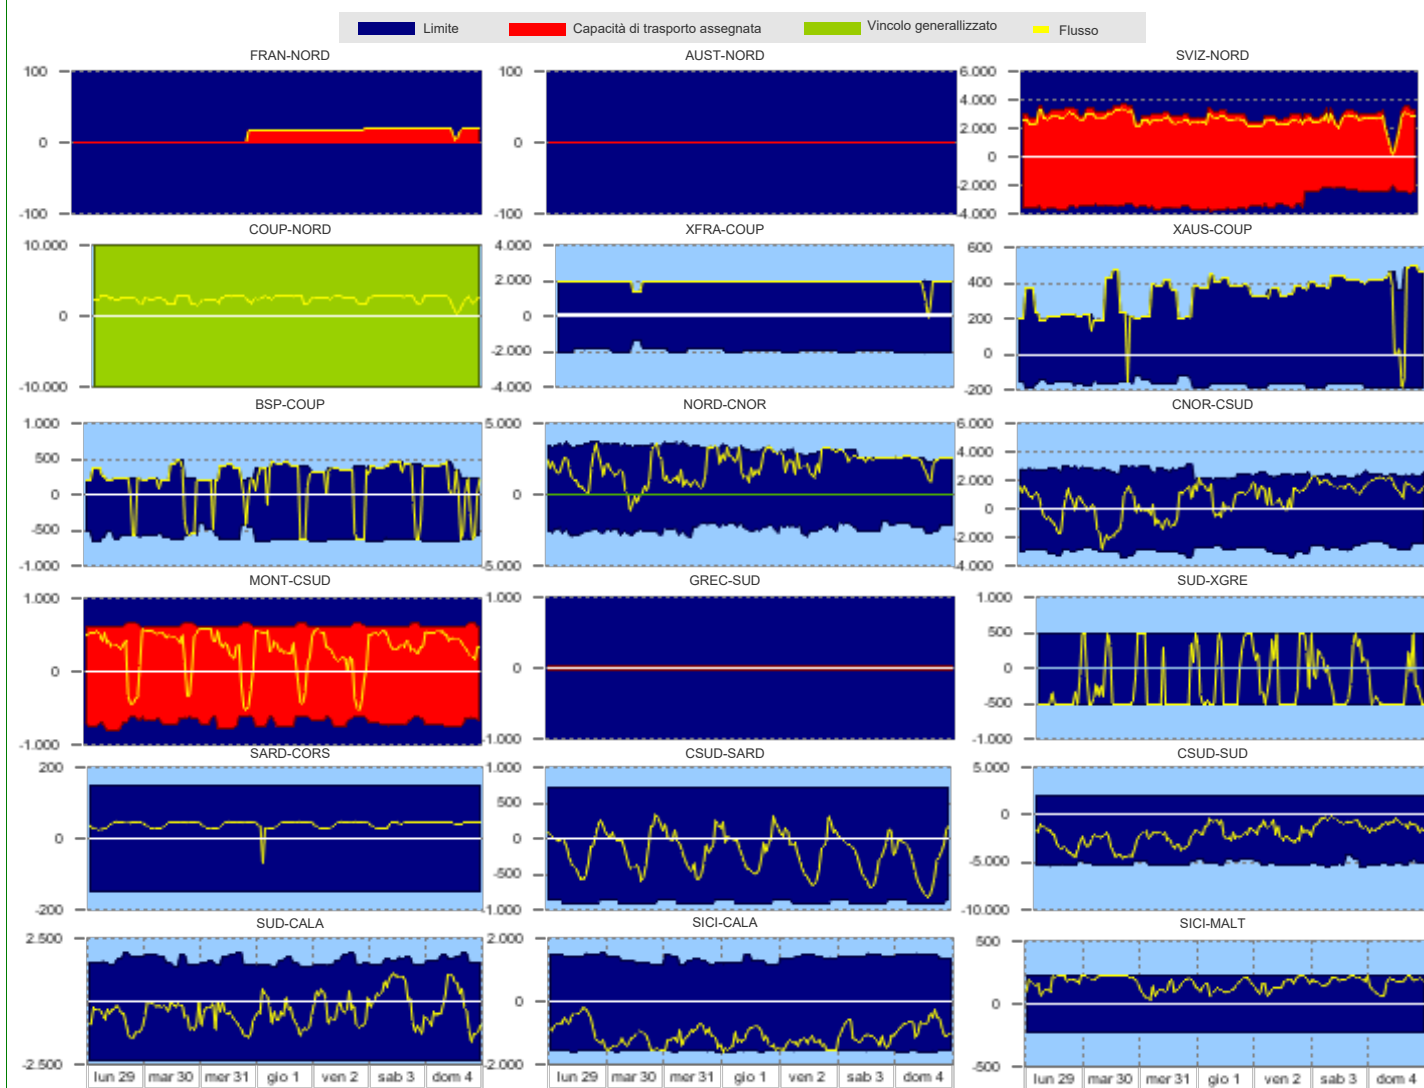 Limite Capacità di trasporto assegnata Vincolo generallizzato Flusso
FRAN-NORD AUST-NORD SVIZ-NORD
100 100 6.000
4.000
2.000
0 0 0
-2.000
-100 -100 -4.000
COUP-NORD XFRA-COUP XAUS-COUP
10.000 4.000 600
2.000 400
0 0 200
-2.000 0
-10.000 -4.000 -200
BSP-COUP NORD-CNOR CNOR-CSUD
1.000 5.000 6.000
500 4.000
2.000
0 0 0
-500 -2.000
-1.000 -5.000 -4.000
MONT-CSUD GREC-SUD SUD-XGRE
1.000 1.000 1.000
500
0 0 0
-500
-1.000 -1.000 -1.000
SARD-CORS CSUD-SARD CSUD-SUD
200 1.000 5.000
500 0
0 0
-500 -5.000
-200 -1.000 -10.000
SUD-CALA SICI-CALA SICI-MALT
2.500 2.000 500
0 0 0
-2.500 -2.000 -500
lun 29 mar 30 mer 31 gio 1 ven 2 sab 3 dom 4 lun 29 mar 30 mer 31 gio 1 ven 2 sab 3 dom 4 lun 29 mar 30 mer 31 gio 1 ven 2 sab 3 dom 4